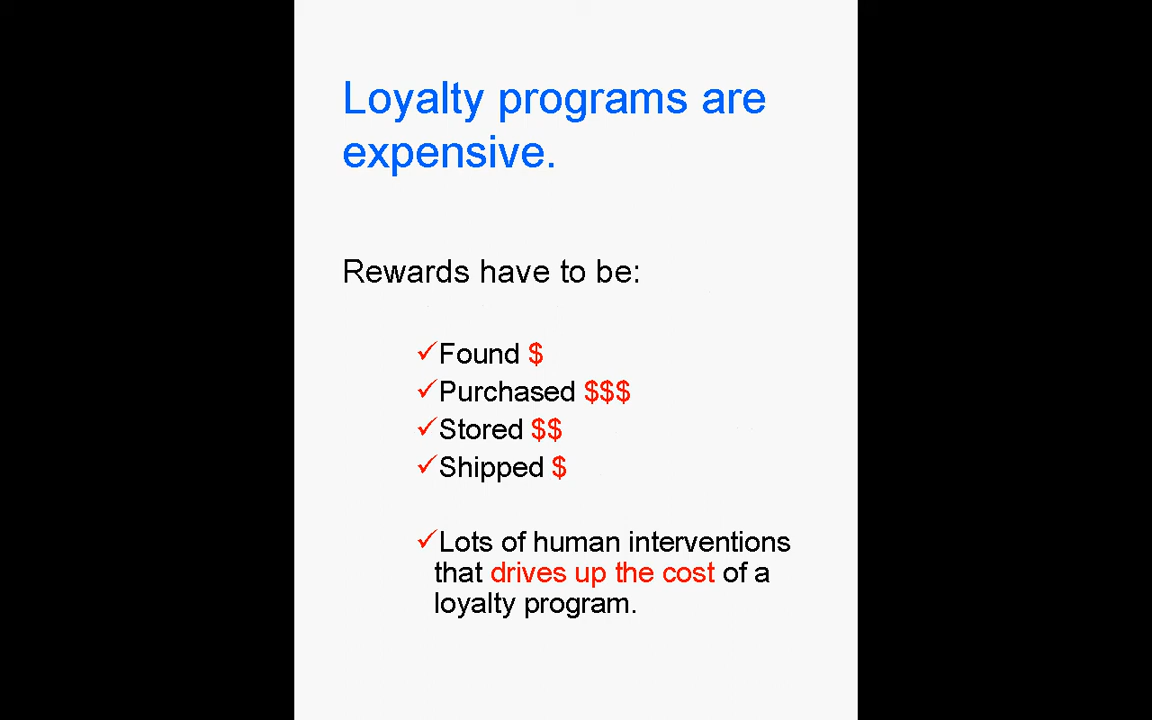 Loyalty programs are
expensive.
Rewards have to be:
✓Found $
✓Purchased $$$
✓Stored $$
✓Shipped $
✓Lots of human interventions
that drives up the cost of a
loyalty program.